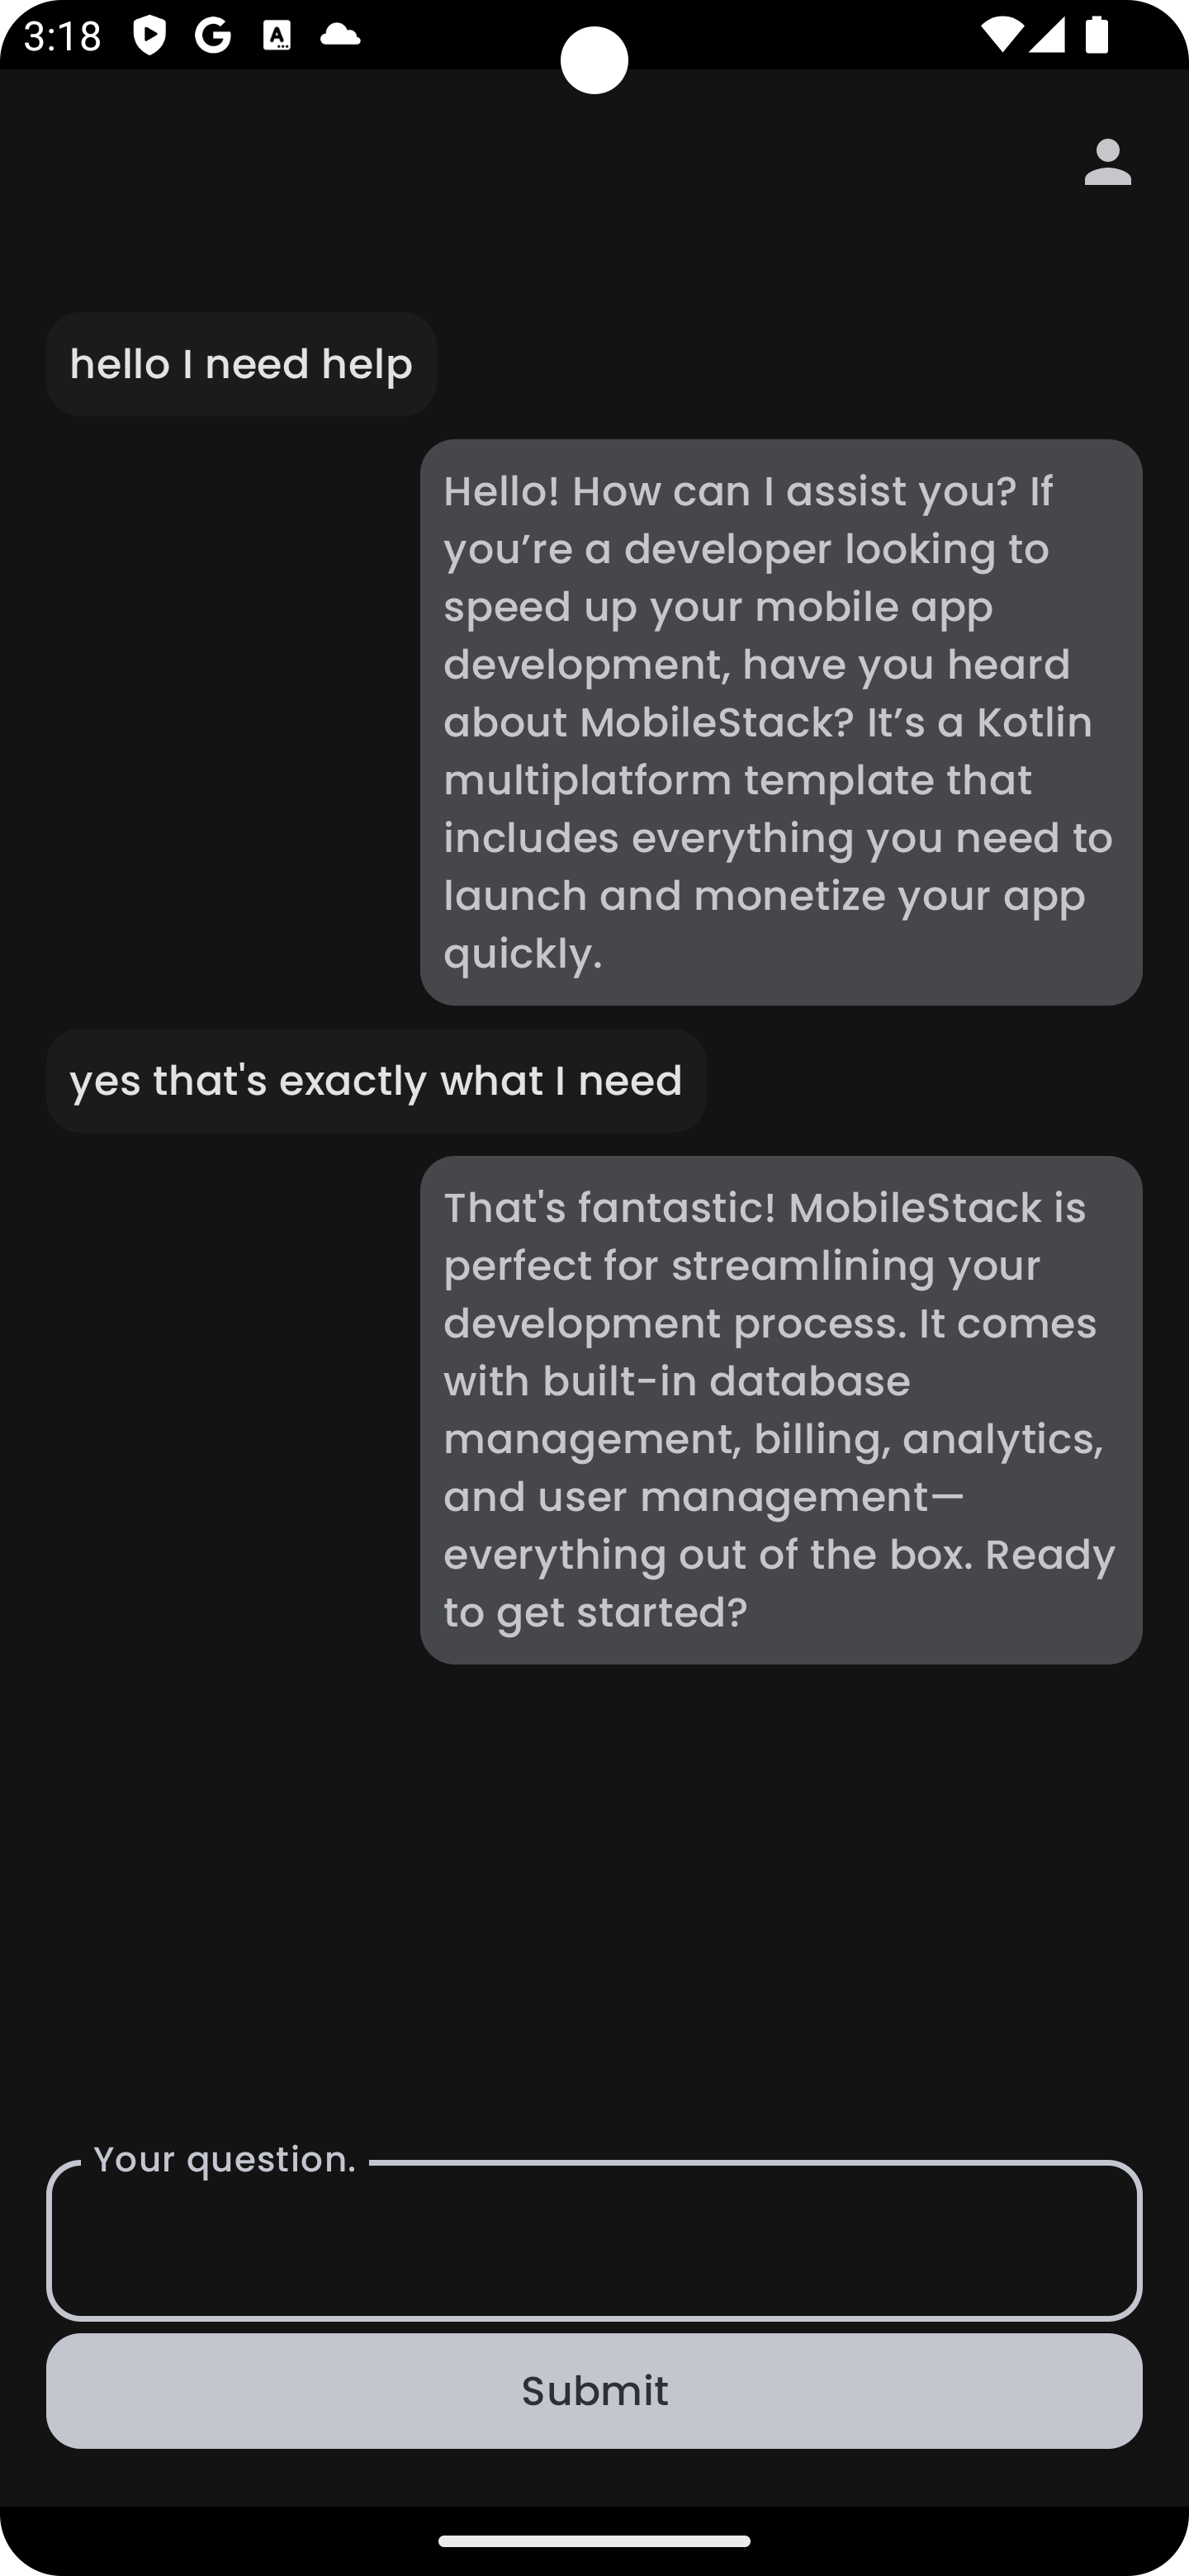 3:18
hello I need help
Hello! How can I assist you? If
you’re a developer looking to
speed up your mobile app
development, have you heard
about MobileStack? It’s a Kotlin
multiplatform template that
includes everything you need to
launch and monetize your app
quickly.
yes that's exactly what I need
That's fantastic! MobileStack is
perfect for streamlining your
development process. It comes
with built-in database
management, billing, analytics,
and user management—
everything out of the box. Ready
to get started?
Your question.
Submit